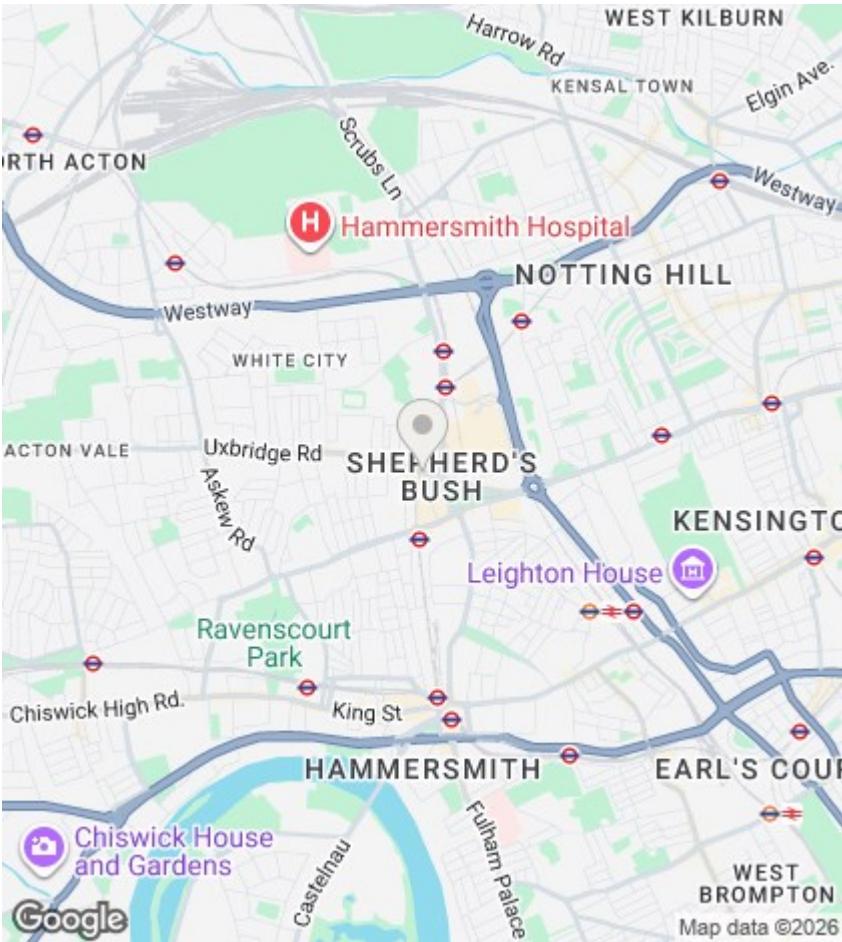 WEST KILBURN
Harrow Rd
KENSAL TOWN
Elgin Ave.
Scrubs Ln
ORTH ACTON
Westway
H
Hammersmith Hospital
NOTTING HILL
Westway
WHITE CITY
ACTON VALE
Uxbridge Rd
SHEPHERD'S
BUSH
Askew Rd
KENSINGTO
Leighton House
Ravenscourt
Park
Chiswick High Rd.
King St
HAMMERSMITH
EARL'S COUR
Fulham Palace
Castelnau
Chiswick House
and Gardens
WEST
BROMPTON
Google
Map data ©2026